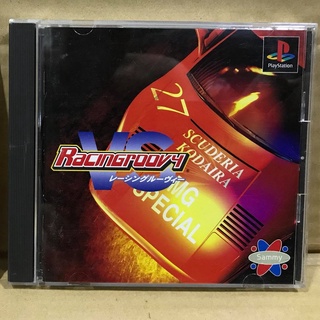 PlayStation
27
SCUDERIA
KODAIRA
MG
SPECIAL
VS
RacinGroovy
レーシンググルーヴィー
Sammy